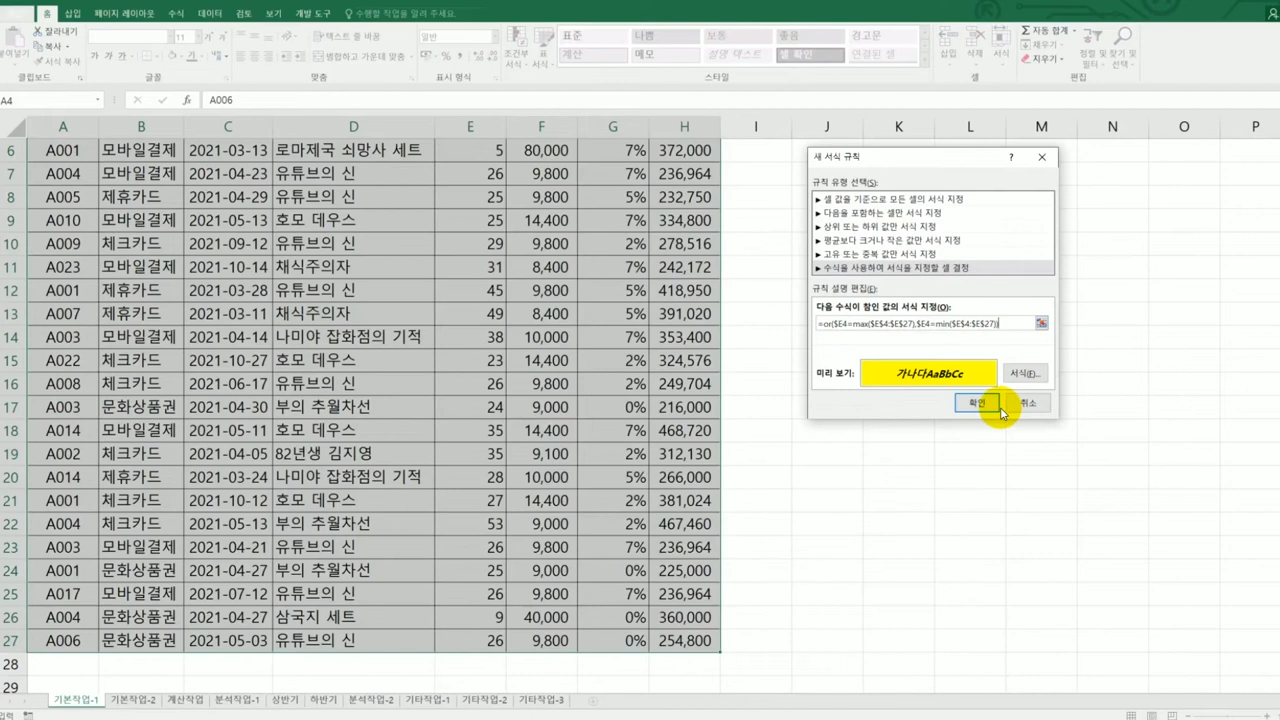 홈 삽입 페이지 레이아웃 수식 데이터 검토 보기 개발 도구 수행할 작업을 알려 주세요.
잘라내기 11 텍스트 줄 바꿈 일반 표준 나쁨 보통 좋음 경고문 자동 합계
복사 채우기
붙여넣기 서식 복사 병합하고 가운데 맞춤 조건부 서식 표 서식 계산 메모 설명 텍스트 셀 확인 연결된 셀 삽입 삭제 서식 지우기 정렬 및 필터 찾기 및 선택
클립보드 글꼴 맞춤 표시 형식 스타일 셀 편집
A4 fx A006
A B C D E F G H I J K L M N O P
6 A001 모바일결제 2021-03-13 로마제국 쇠망사 세트 5 80,000 7% 372,000
7 A004 모바일결제 2021-04-23 유튜브의 신 26 9,800 7% 236,964
8 A005 제휴카드 2021-04-29 유튜브의 신 25 9,800 5% 232,750
9 A010 모바일결제 2021-05-13 호모 데우스 25 14,400 7% 334,800
10 A009 체크카드 2021-09-12 유튜브의 신 29 9,800 2% 278,516
11 A023 모바일결제 2021-10-14 채식주의자 31 8,400 7% 242,172
12 A001 제휴카드 2021-03-28 유튜브의 신 45 9,800 5% 418,950
13 A007 제휴카드 2021-07-11 채식주의자 49 8,400 5% 391,020
14 A003 모바일결제 2021-04-14 나미야 잡화점의 기적 38 10,000 7% 353,400
15 A022 체크카드 2021-10-27 호모 데우스 23 14,400 2% 324,576
16 A008 체크카드 2021-06-17 유튜브의 신 26 9,800 2% 249,704
17 A003 문화상품권 2021-04-30 부의 추월차선 24 9,000 0% 216,000
18 A014 모바일결제 2021-05-11 호모 데우스 35 14,400 7% 468,720
19 A002 체크카드 2021-04-05 82년생 김지영 35 9,100 2% 312,130
20 A014 제휴카드 2021-03-24 나미야 잡화점의 기적 28 10,000 5% 266,000
21 A001 체크카드 2021-10-12 호모 데우스 27 14,400 2% 381,024
22 A004 체크카드 2021-05-13 부의 추월차선 53 9,000 2% 467,460
23 A003 모바일결제 2021-04-21 유튜브의 신 26 9,800 7% 236,964
24 A001 문화상품권 2021-04-27 부의 추월차선 25 9,000 0% 225,000
25 A017 모바일결제 2021-07-12 유튜브의 신 26 9,800 7% 236,964
26 A004 문화상품권 2021-04-27 삼국지 세트 9 40,000 0% 360,000
27 A006 문화상품권 2021-05-03 유튜브의 신 26 9,800 0% 254,800
28
29
새 서식 규칙 ?
규칙 유형 선택(S):
► 셀 값을 기준으로 모든 셀의 서식 지정
► 다음을 포함하는 셀만 서식 지정
► 상위 또는 하위 값만 서식 지정
► 평균보다 크거나 작은 값만 서식 지정
► 고유 또는 중복 값만 서식 지정
► 수식을 사용하여 서식을 지정할 셀 결정
규칙 설명 편집(E):
다음 수식이 참인 값의 서식 지정(O):
=or($E4=max($E$4:$E$27),$E4=min($E$4:$E$27))
미리 보기: 가나다AaBbCc 서식(F)...
확인 취소
기본작업-1 기본작업-2 계산작업 분석작업-1 상반기 하반기 분석작업-2 기타작업-1 기타작업-2 기타작업-3
입력